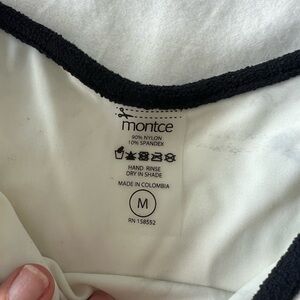 montce
90% NYLON
10% SPANDEX
HAND RINSE
DRY IN SHADE
MADE IN COLOMBIA
M
RN 158552